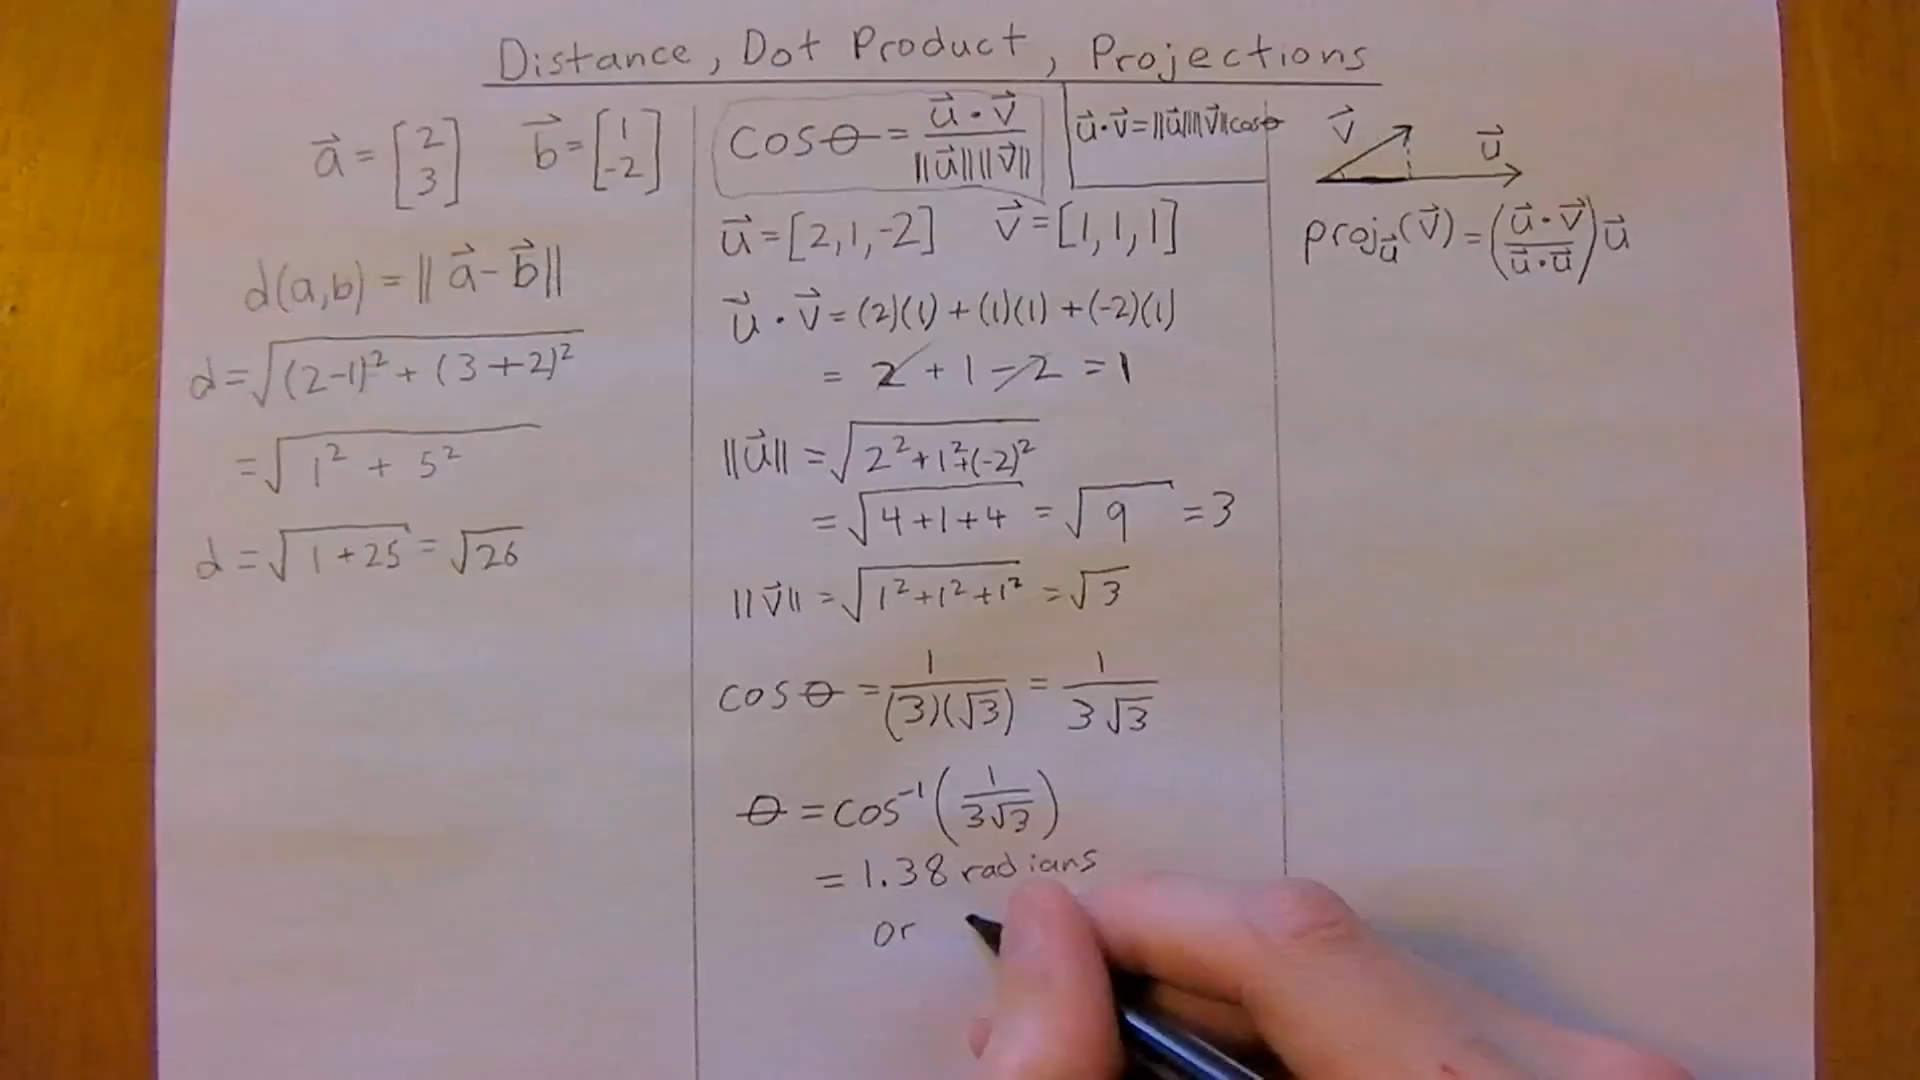 Distance, Dot Product, Projections
a⃗ = [2 3] b⃗ = [1 -2]
d(a,b) = ||a⃗ - b⃗||
d = √((2-1)² + (3+2)²)
= √(1² + 5²)
d = √(1+25) = √26
cosθ = (u⃗ · v⃗)/(||u⃗|| ||v⃗||)
u⃗·v⃗ = ||u⃗|| ||v⃗|| cosθ
u⃗ = [2, 1, -2] v⃗ = [1, 1, 1]
u⃗ · v⃗ = (2)(1) + (1)(1) + (-2)(1)
= 2 + 1 - 2 = 1
||u⃗|| = √(2² + 1² + (-2)²)
= √(4+1+4) = √9 = 3
||v⃗|| = √(1² + 1² + 1²) = √3
cosθ = 1/((3)(√3)) = 1/(3√3)
θ = cos⁻¹(1/(3√3))
= 1.38 radians
or
v⃗ u⃗
proj_u⃗(v⃗) = ((u⃗ · v⃗)/(u⃗ · u⃗)) u⃗